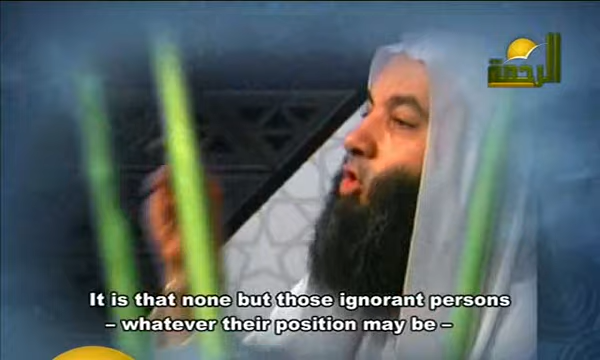 الرحمة
It is that none but those ignorant persons
– whatever their position may be –